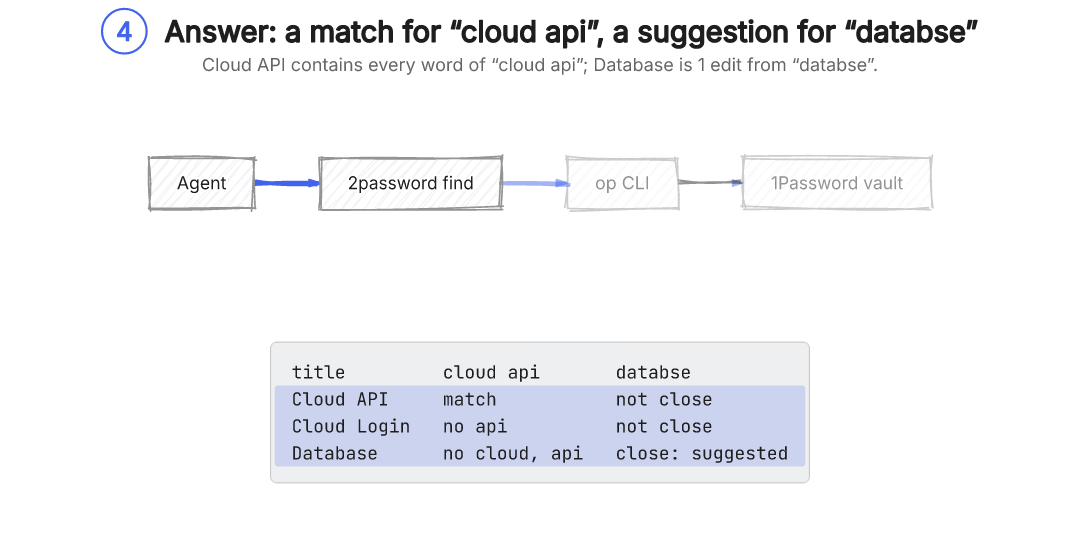 4 Answer: a match for “cloud api”, a suggestion for “databse”
Cloud API contains every word of “cloud api”; Database is 1 edit from “databse”.
Agent 2password find op CLI 1Password vault
title cloud api databse
Cloud API match not close
Cloud Login no api not close
Database no cloud, api close: suggested